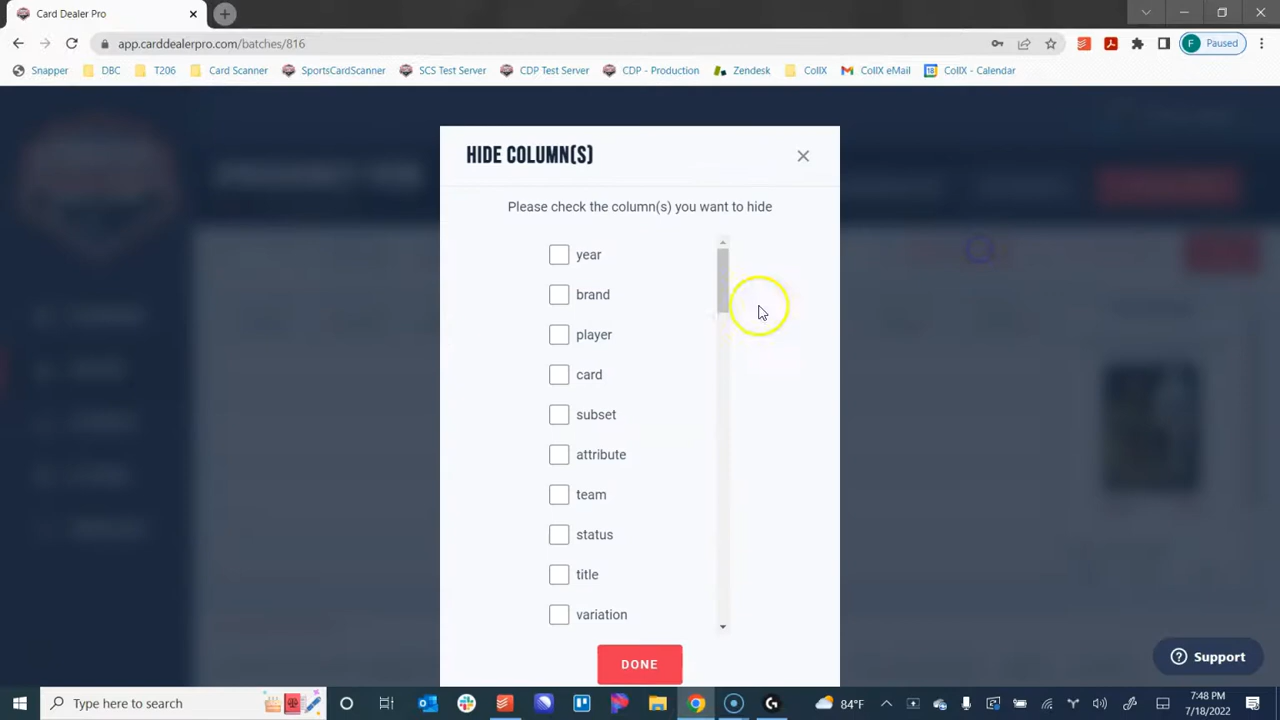 Card Dealer Pro
app.carddealerpro.com/batches/816
F Paused
Snapper DBC T206 Card Scanner SportsCardScanner SCS Test Server CDP Test Server CDP - Production Zendesk CollX CollX eMail CollX - Calendar
HIDE COLUMN(S)
Please check the column(s) you want to hide
year
brand
player
card
subset
attribute
team
status
title
variation
DONE
Support
Type here to search
84°F
7:48 PM
7/18/2022